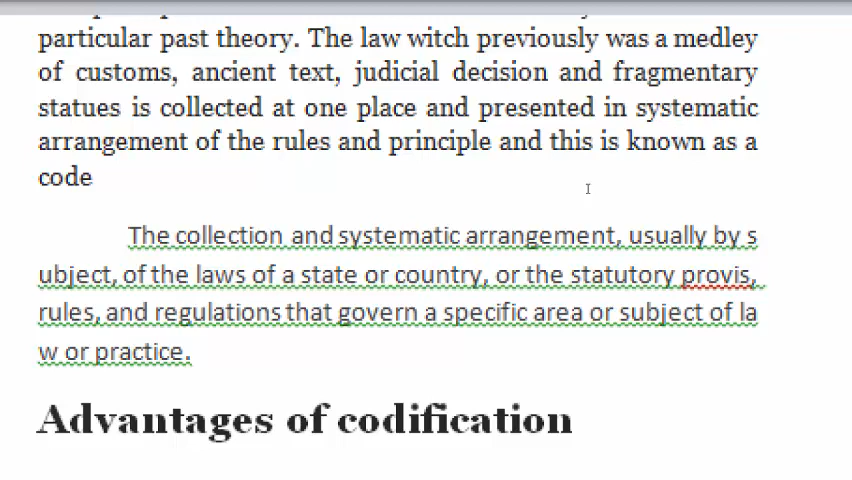 particular past theory. The law witch previously was a medley
of customs, ancient text, judicial decision and fragmentary
statues is collected at one place and presented in systematic
arrangement of the rules and principle and this is known as a
code
The collection and systematic arrangement, usually by s
ubject, of the laws of a state or country, or the statutory provis,
rules, and regulations that govern a specific area or subject of la
w or practice.
Advantages of codification